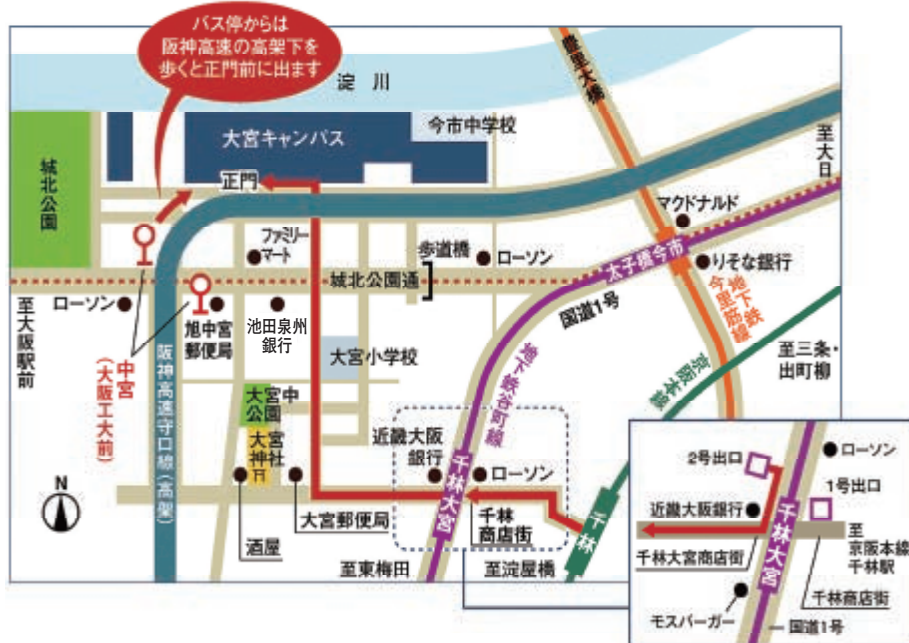 バス停からは
阪神高速の高架下を
歩くと正門前に出ます
淀川
豊里大橋
大宮キャンパス
今市中学校
至大日
城北公園
正門
マクドナルド
ファミリー
マート
歩道橋
ローソン
太子橋今市
りそな銀行
城北公園通
国道1号
地下鉄
今里筋線
至大阪駅前
ローソン
旭中宮
郵便局
池田泉州
銀行
中宮
(大阪工大前)
阪神高速守口線(高架)
大宮小学校
地下鉄谷町線
京阪本線
至三条・
出町柳
大宮中
公園
大宮
神社
近畿大阪
銀行
千林大宮
ローソン
N
酒屋
大宮郵便局
千林
商店街
千林
至東梅田
至淀屋橋
2号出口
ローソン
1号出口
近畿大阪銀行
千林大宮
至
京阪本線
千林駅
千林大宮商店街
千林商店街
モスバーガー
国道1号